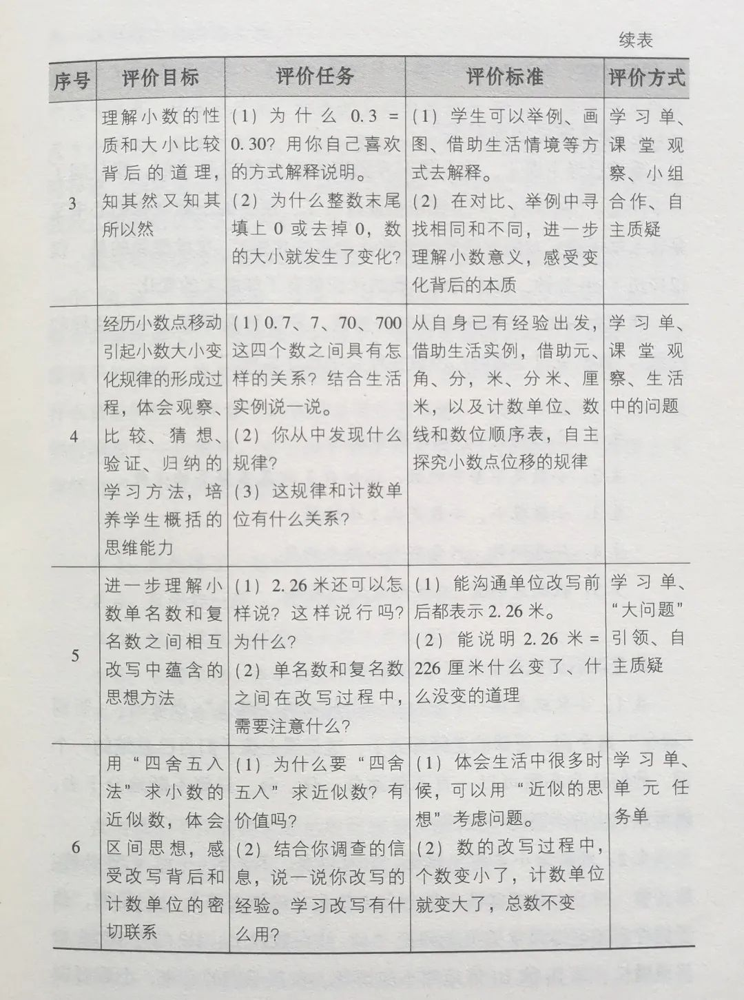 续表
序号 评价目标 评价任务 评价标准 评价方式
3
理解小数的性
质和大小比较
背后的道理，
知其然又知其
所以然
(1) 为什么 0.3 =
0.30？用你自己喜欢
的方式解释说明。
(2) 为什么整数末尾
填上 0 或去掉 0，数
的大小就发生了变化？
(1) 学生可以举例、画
图、借助生活情境等方
式去解释。
(2) 在对比、举例中寻
找相同和不同，进一步
理解小数意义，感受变
化背后的本质
学习单、
课堂观
察、小组
合作、自
主质疑
4
经历小数点移动
引起小数大小变
化规律的形成过
程，体会观察、
比较、猜想、
验证、归纳的
学习方法，培
养学生概括的
思维能力
(1) 0.7、7、70、700
这四个数之间具有怎
样的关系？结合生活
实例说一说。
(2) 你从中发现什么
规律？
(3) 这规律和计数单
位有什么关系？
从自身已有经验出发，
借助生活实例，借助元、
角、分，米、分米、厘
米，以及计数单位、数
线和数位顺序表，自主
探究小数点位移的规律
学习单、
课堂观
察、生活
中的问题
5
进一步理解小
数单名数和复
名数之间相互
改写中蕴含的
思想方法
(1) 2.26 米还可以怎
样说？这样说行吗？
为什么？
(2) 单名数和复名数
之间在改写过程中，
需要注意什么？
(1) 能沟通单位改写前
后都表示 2.26 米。
(2) 能说明 2.26 米 =
226 厘米什么变了、什
么没变的道理
学习单、
“大问题”
引领、自
主质疑
6
用“四舍五入
法”求小数的
近似数，体会
区间思想，感
受改写背后和
计数单位的密
切联系
(1) 为什么要“四舍
五入”求近似数？有
价值吗？
(2) 结合你调查的信
息，说一说你改写的
经验。学习改写有什
么用？
(1) 体会生活中很多时
候，可以用“近似的思
想”考虑问题。
(2) 数的改写过程中，
个数变小了，计数单位
就变大了，总数不变
学习单、
单元任
务单